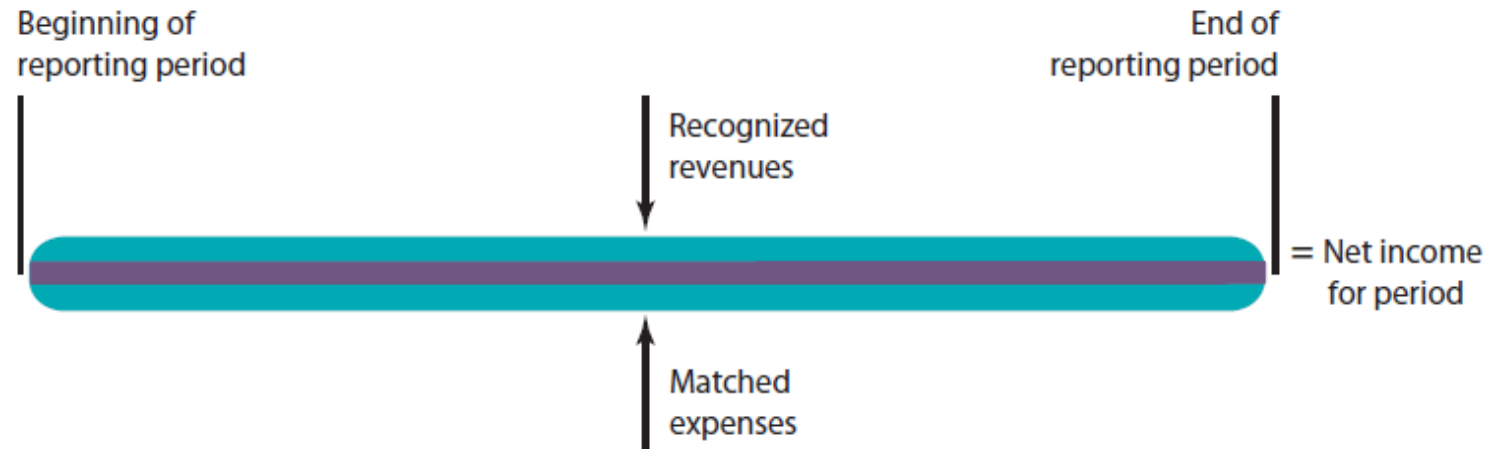 Beginning of
reporting period
End of
reporting period
Recognized
revenues
= Net income
for period
Matched
expenses